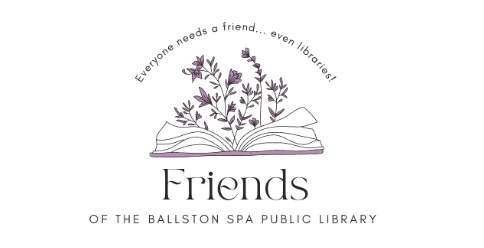 Everyone needs a friend... even libraries!
Friends
OF THE BALLSTON SPA PUBLIC LIBRARY